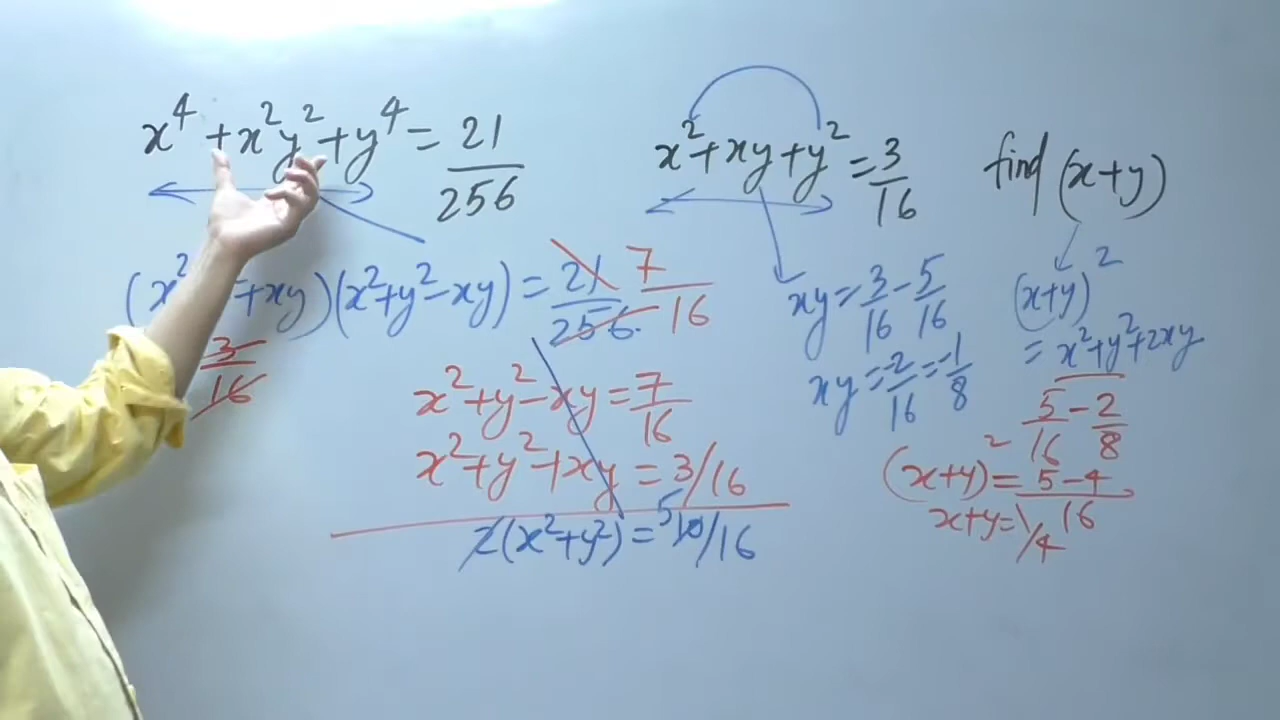 x⁴ + x²y² + y⁴ = 21/256
x² + xy + y² = 3/16
find (x+y)
(x² + xy)(x²+y²-xy) = 21/256 7/16
3/16
x²+y²-xy = 7/16
x²+y²+xy = 3/16
2(x²+y²) = 5 10/16
xy = 3/16 - 5/16
xy = -2/16 = -1/8
(x+y)²
= x²+y²+2xy
5/16 - 2/8
(x+y)² = 5-4/16
x+y = 1/4